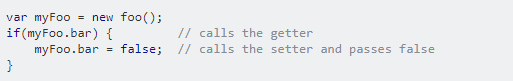 var myFoo = new foo();
if(myFoo.bar) {         // calls the getter
    myFoo.bar = false;  // calls the setter and passes false
}